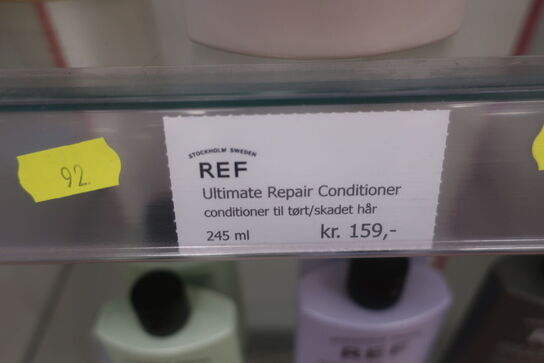 92.
STOCKHOLM SWEDEN
REF
Ultimate Repair Conditioner
conditioner til tørt/skadet hår
245 ml kr. 159,-
REF